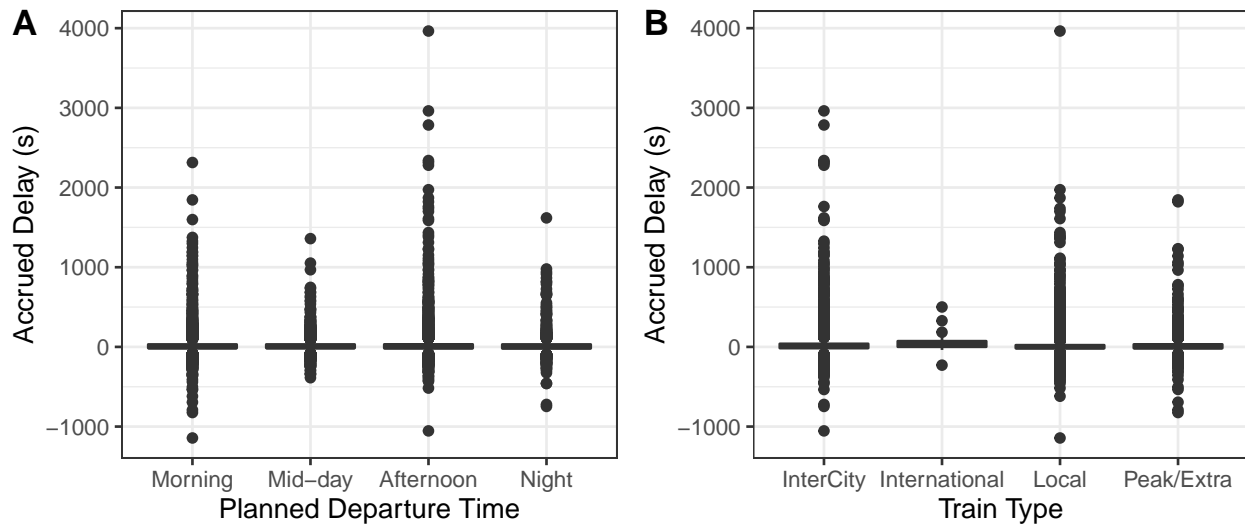 A
Accrued Delay (s)
4000
3000
2000
1000
0
−1000
Morning Mid−day Afternoon Night
Planned Departure Time
B
Accrued Delay (s)
4000
3000
2000
1000
0
−1000
InterCity International Local Peak/Extra
Train Type